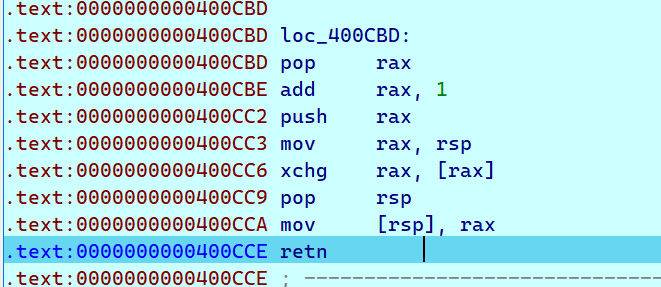 .text:0000000000400CBD
.text:0000000000400CBD loc_400CBD:
.text:0000000000400CBD pop     rax
.text:0000000000400CBE add     rax, 1
.text:0000000000400CC2 push    rax
.text:0000000000400CC3 mov     rax, rsp
.text:0000000000400CC6 xchg    rax, [rax]
.text:0000000000400CC9 pop     rsp
.text:0000000000400CCA mov     [rsp], rax
.text:0000000000400CCE retn
.text:0000000000400CCE ; ---------------------------